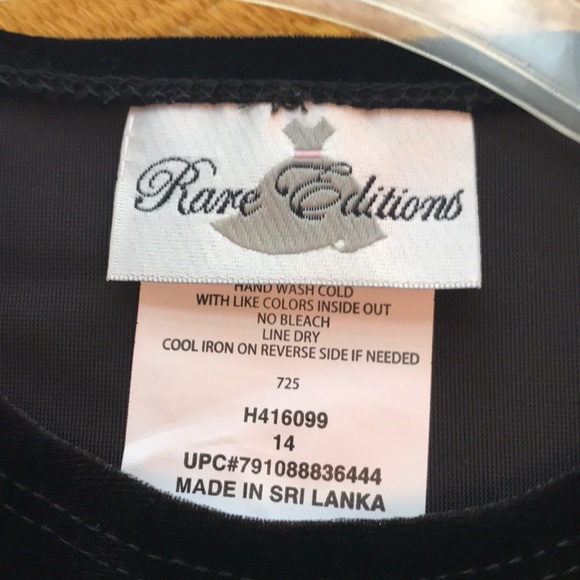 Rare Editions
HAND WASH COLD
WITH LIKE COLORS INSIDE OUT
NO BLEACH
LINE DRY
COOL IRON ON REVERSE SIDE IF NEEDED
725
H416099
14
UPC#791088836444
MADE IN SRI LANKA